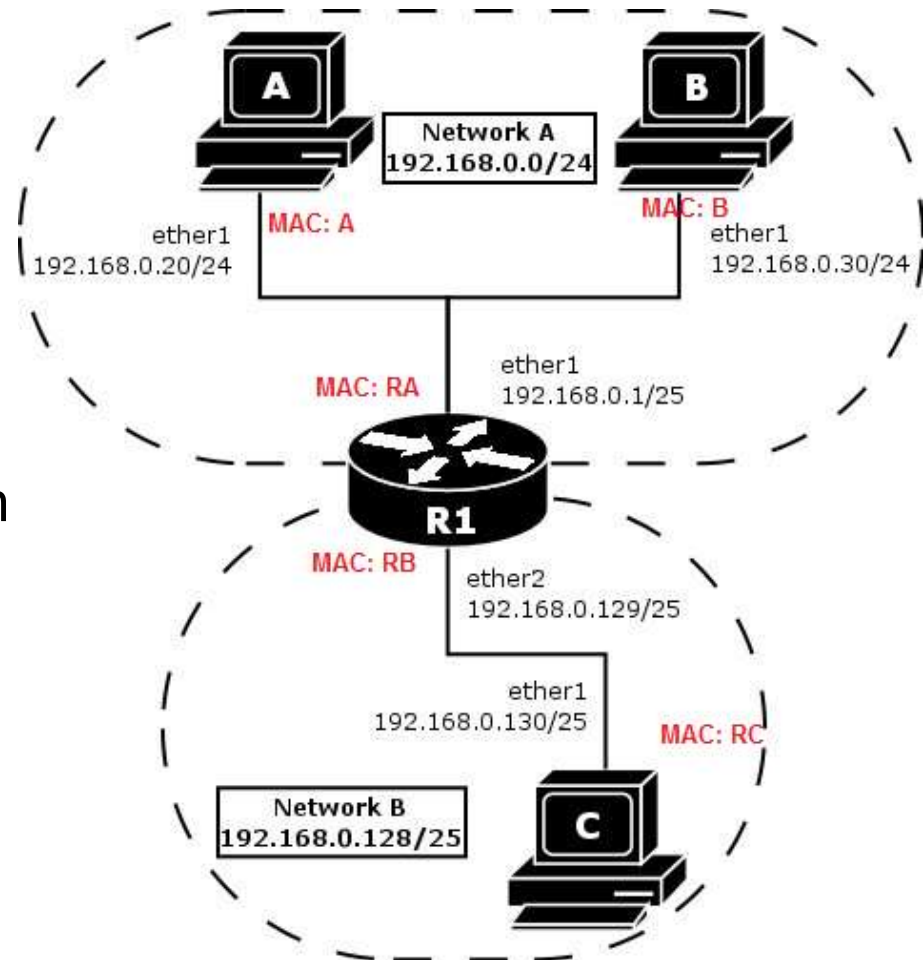 A
B
Network A
192.168.0.0/24
MAC: A
MAC: B
ether1
192.168.0.20/24
ether1
192.168.0.30/24
MAC: RA
ether1
192.168.0.1/25
n
R1
MAC: RB
ether2
192.168.0.129/25
ether1
192.168.0.130/25
MAC: RC
Network B
192.168.0.128/25
C